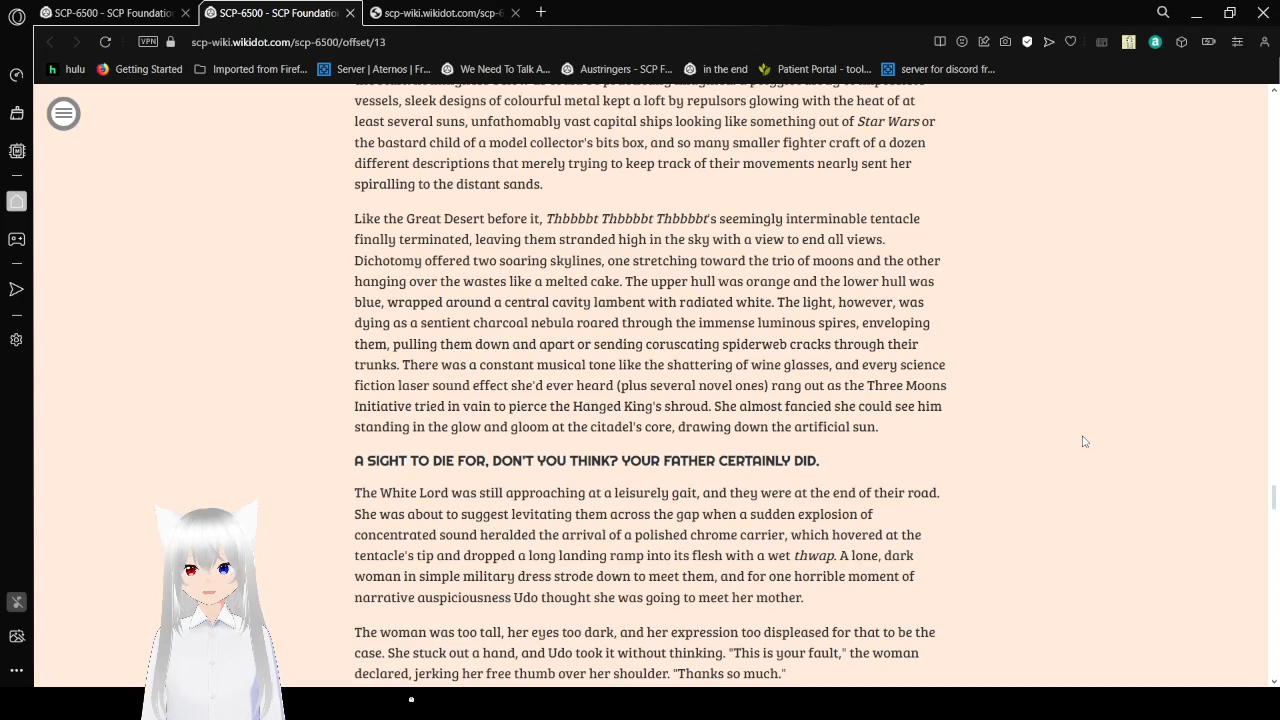 SCP-6500 - SCP Foundation
SCP-6500 - SCP Foundation
scp-wiki.wikidot.com/scp-6
VPN
scp-wiki.wikidot.com/scp-6500/offset/13
hulu
Getting Started
Imported from Firef...
Server | Aternos | Fr...
We Need To Talk A...
Austringers - SCP F...
in the end
Patient Portal - tool...
server for discord fr...
vessels, sleek designs of colourful metal kept a loft by repulsors glowing with the heat of at
least several suns, unfathomably vast capital ships looking like something out of Star Wars or
the bastard child of a model collector's bits box, and so many smaller fighter craft of a dozen
different descriptions that merely trying to keep track of their movements nearly sent her
spiralling to the distant sands.
Like the Great Desert before it, Thbbbbt Thbbbbt Thbbbbt's seemingly interminable tentacle
finally terminated, leaving them stranded high in the sky with a view to end all views.
Dichotomy offered two soaring skylines, one stretching toward the trio of moons and the other
hanging over the wastes like a melted cake. The upper hull was orange and the lower hull was
blue, wrapped around a central cavity lambent with radiated white. The light, however, was
dying as a sentient charcoal nebula roared through the immense luminous spires, enveloping
them, pulling them down and apart or sending coruscating spiderweb cracks through their
trunks. There was a constant musical tone like the shattering of wine glasses, and every science
fiction laser sound effect she'd ever heard (plus several novel ones) rang out as the Three Moons
Initiative tried in vain to pierce the Hanged King's shroud. She almost fancied she could see him
standing in the glow and gloom at the citadel's core, drawing down the artificial sun.
A SIGHT TO DIE FOR, DON'T YOU THINK? YOUR FATHER CERTAINLY DID.
The White Lord was still approaching at a leisurely gait, and they were at the end of their road.
She was about to suggest levitating them across the gap when a sudden explosion of
concentrated sound heralded the arrival of a polished chrome carrier, which hovered at the
tentacle's tip and dropped a long landing ramp into its flesh with a wet thwap. A lone, dark
woman in simple military dress strode down to meet them, and for one horrible moment of
narrative auspiciousness Udo thought she was going to meet her mother.
The woman was too tall, her eyes too dark, and her expression too displeased for that to be the
case. She stuck out a hand, and Udo took it without thinking. "This is your fault," the woman
declared, jerking her free thumb over her shoulder. "Thanks so much."